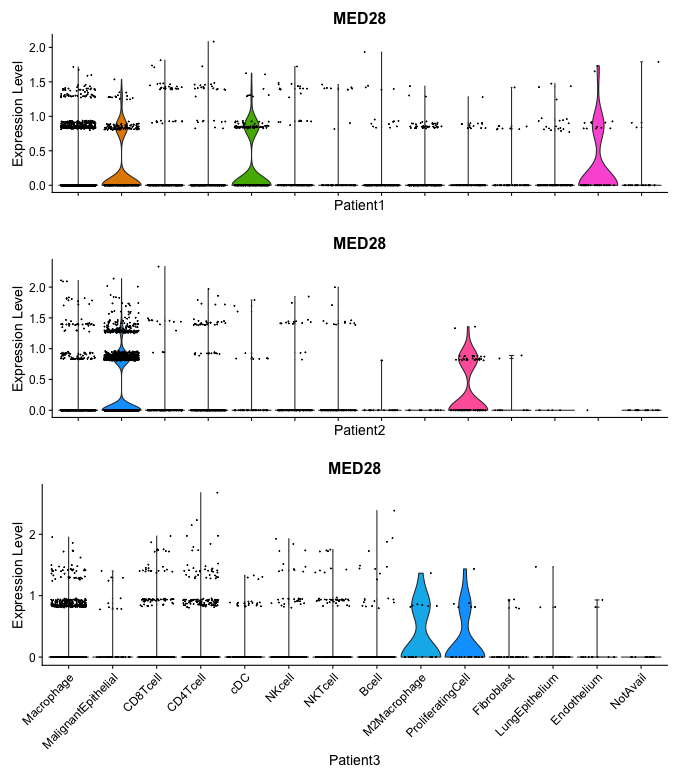 MED28
Expression Level
2.0
1.5
1.0
0.5
0.0
Patient1
MED28
Expression Level
2.0
1.5
1.0
0.5
0.0
Patient2
MED28
Expression Level
2
1
0
Macrophage
MalignantEpithelial
CD8Tcell
CD4Tcell
cDC
NKcell
NKTcell
Bcell
M2Macrophage
ProliferatingCell
Fibroblast
LungEpithelium
Endothelium
NotAvail
Patient3